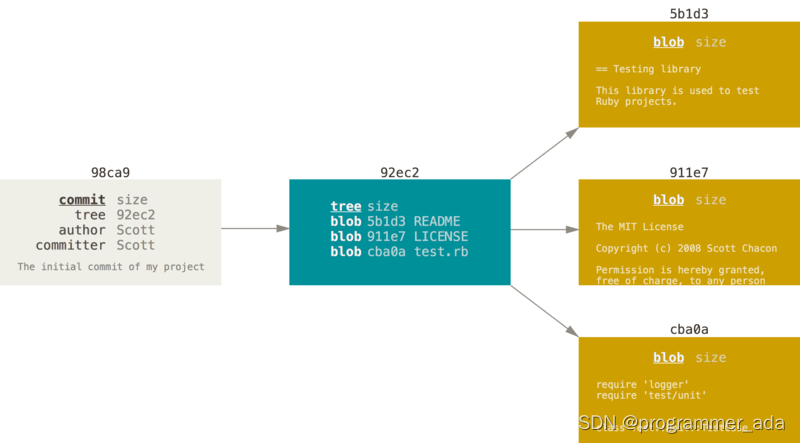 98ca9
commit size
tree 92ec2
author Scott
committer Scott
The initial commit of my project
92ec2
tree size
blob 5b1d3 README
blob 911e7 LICENSE
blob cba0a test.rb
5b1d3
blob size
== Testing library
This library is used to test
Ruby projects.
911e7
blob size
The MIT License
Copyright (c) 2008 Scott Chacon
Permission is hereby granted,
free of charge, to any person
cba0a
blob size
require 'logger'
require 'test/unit'
@programmer_ada